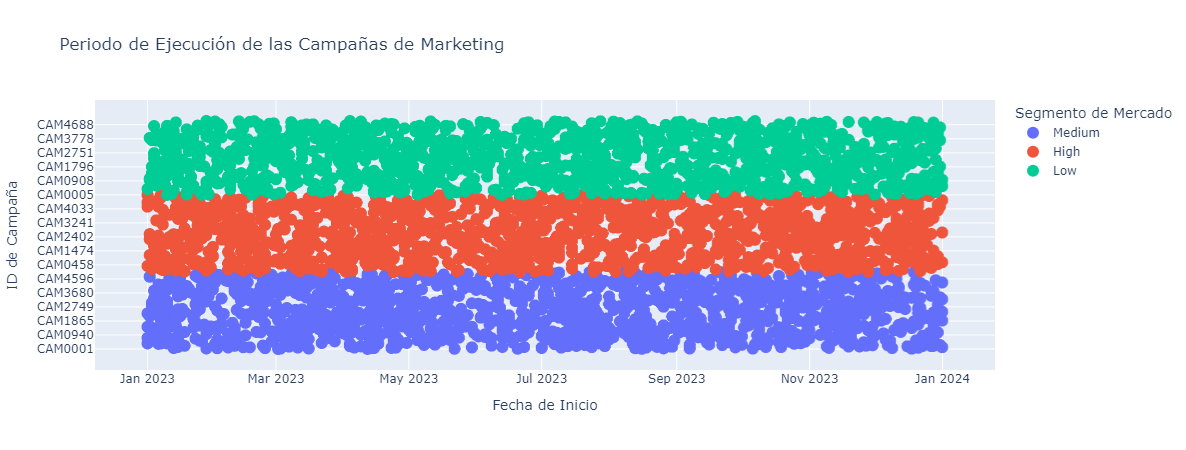 Periodo de Ejecución de las Campañas de Marketing
Segmento de Mercado
Medium
High
Low
ID de Campaña
CAM4688
CAM3778
CAM2751
CAM1796
CAM0908
CAM0005
CAM4033
CAM3241
CAM2402
CAM1474
CAM0458
CAM4596
CAM3680
CAM2749
CAM1865
CAM0940
CAM0001
Jan 2023
Mar 2023
May 2023
Jul 2023
Sep 2023
Nov 2023
Jan 2024
Fecha de Inicio